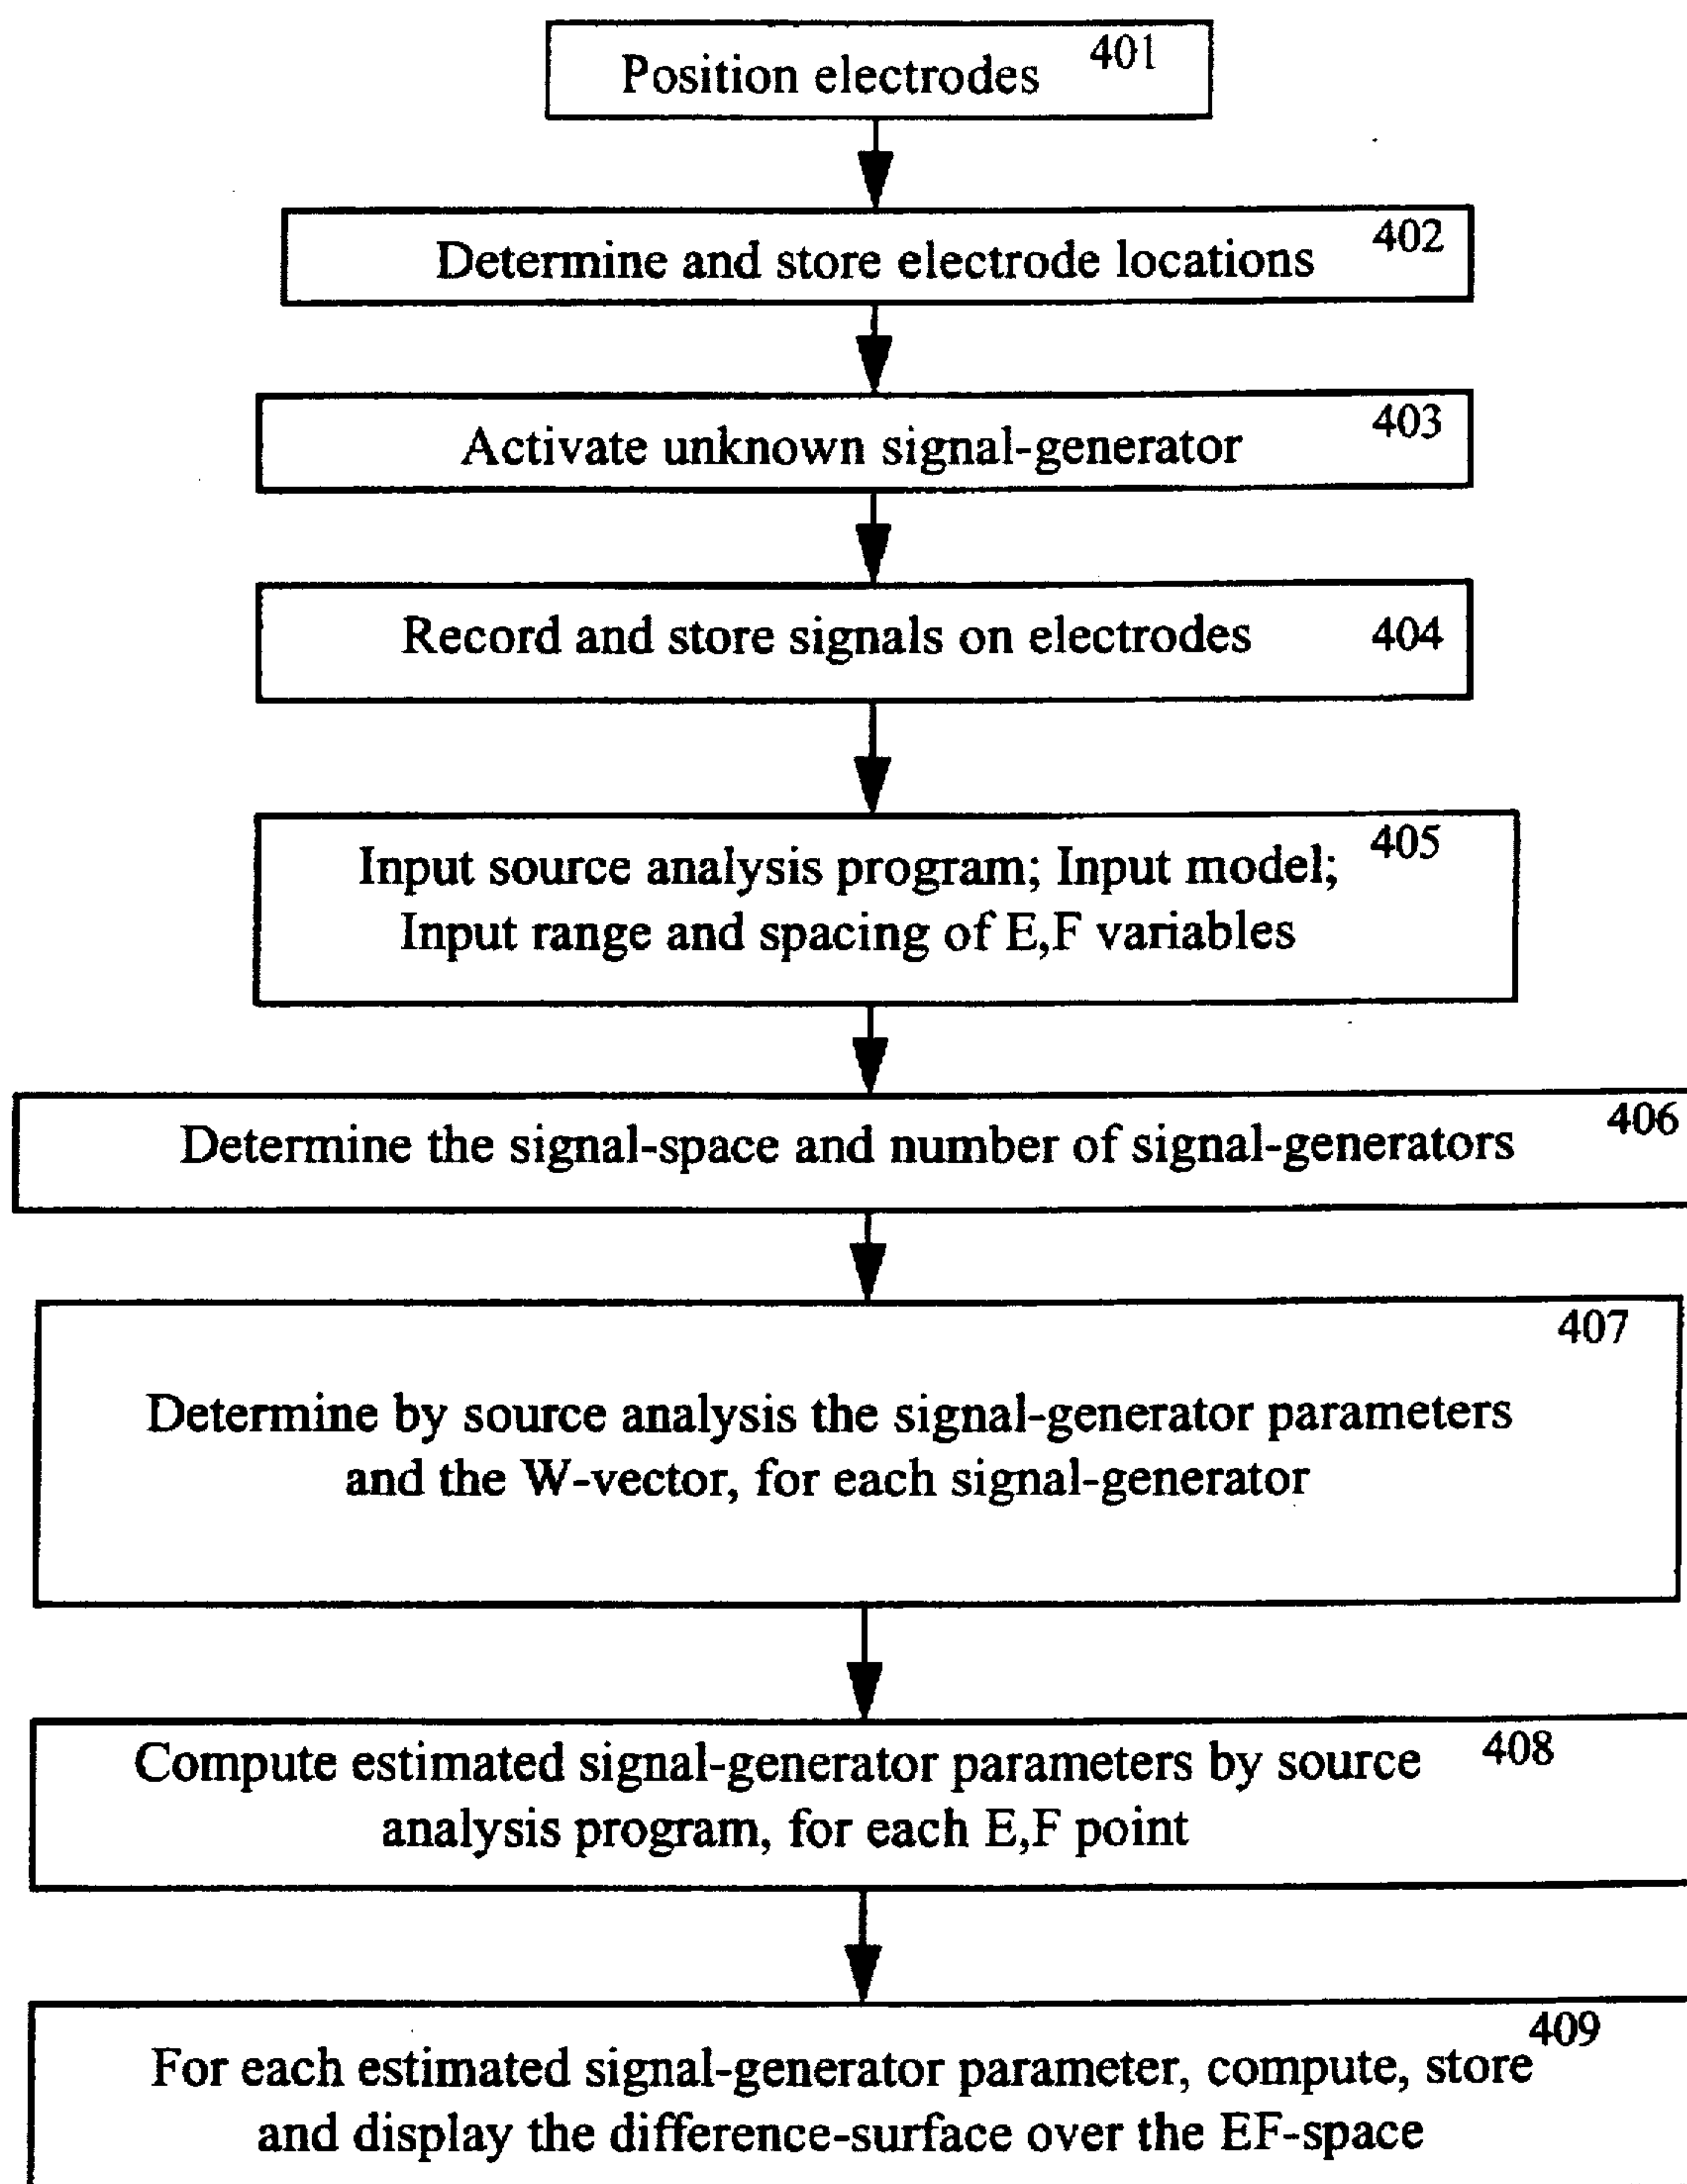 Position electrodes 401
Determine and store electrode locations 402
Activate unknown signal-generator 403
Record and store signals on electrodes 404
Input source analysis program; Input model; 405
Input range and spacing of E,F variables
Determine the signal-space and number of signal-generators 406
407
Determine by source analysis the signal-generator parameters
and the W-vector, for each signal-generator
Compute estimated signal-generator parameters by source 408
analysis program, for each E,F point
409
For each estimated signal-generator parameter, compute, store
and display the difference-surface over the EF-space